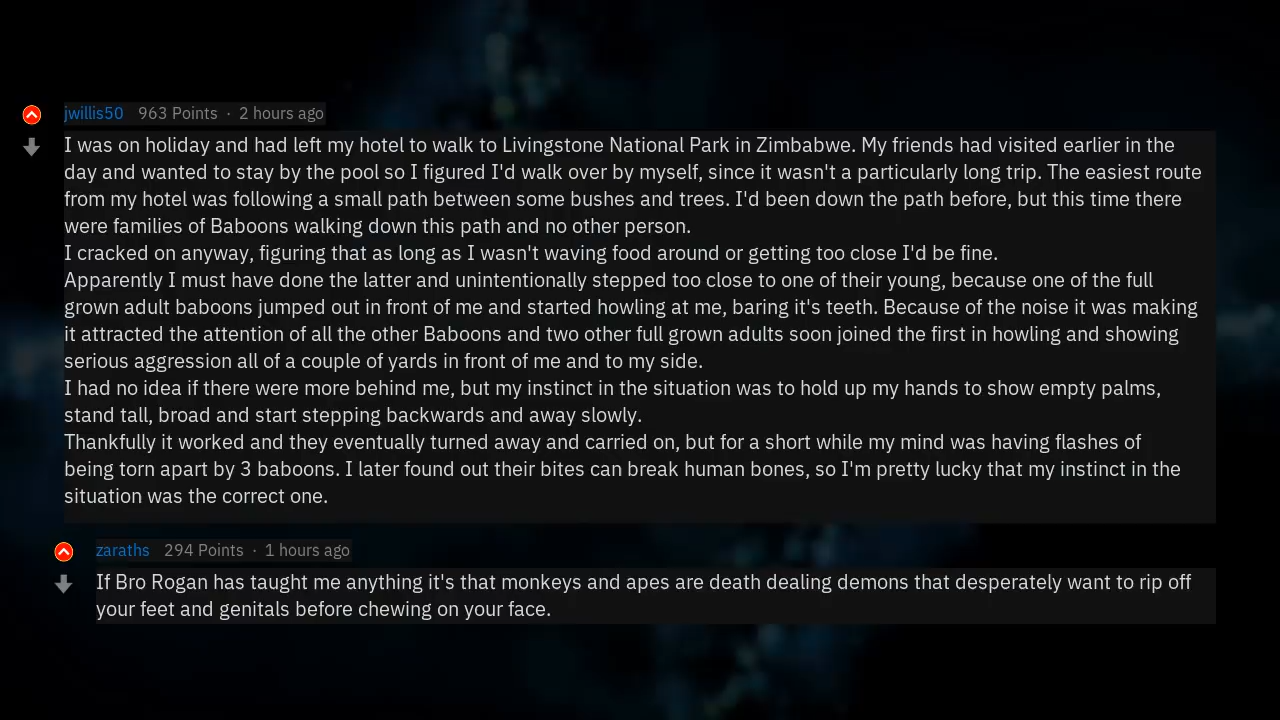 jwillis50 963 Points · 2 hours ago
I was on holiday and had left my hotel to walk to Livingstone National Park in Zimbabwe. My friends had visited earlier in the
day and wanted to stay by the pool so I figured I'd walk over by myself, since it wasn't a particularly long trip. The easiest route
from my hotel was following a small path between some bushes and trees. I'd been down the path before, but this time there
were families of Baboons walking down this path and no other person.
I cracked on anyway, figuring that as long as I wasn't waving food around or getting too close I'd be fine.
Apparently I must have done the latter and unintentionally stepped too close to one of their young, because one of the full
grown adult baboons jumped out in front of me and started howling at me, baring it's teeth. Because of the noise it was making
it attracted the attention of all the other Baboons and two other full grown adults soon joined the first in howling and showing
serious aggression all of a couple of yards in front of me and to my side.
I had no idea if there were more behind me, but my instinct in the situation was to hold up my hands to show empty palms,
stand tall, broad and start stepping backwards and away slowly.
Thankfully it worked and they eventually turned away and carried on, but for a short while my mind was having flashes of
being torn apart by 3 baboons. I later found out their bites can break human bones, so I'm pretty lucky that my instinct in the
situation was the correct one.
zaraths 294 Points · 1 hours ago
If Bro Rogan has taught me anything it's that monkeys and apes are death dealing demons that desperately want to rip off
your feet and genitals before chewing on your face.